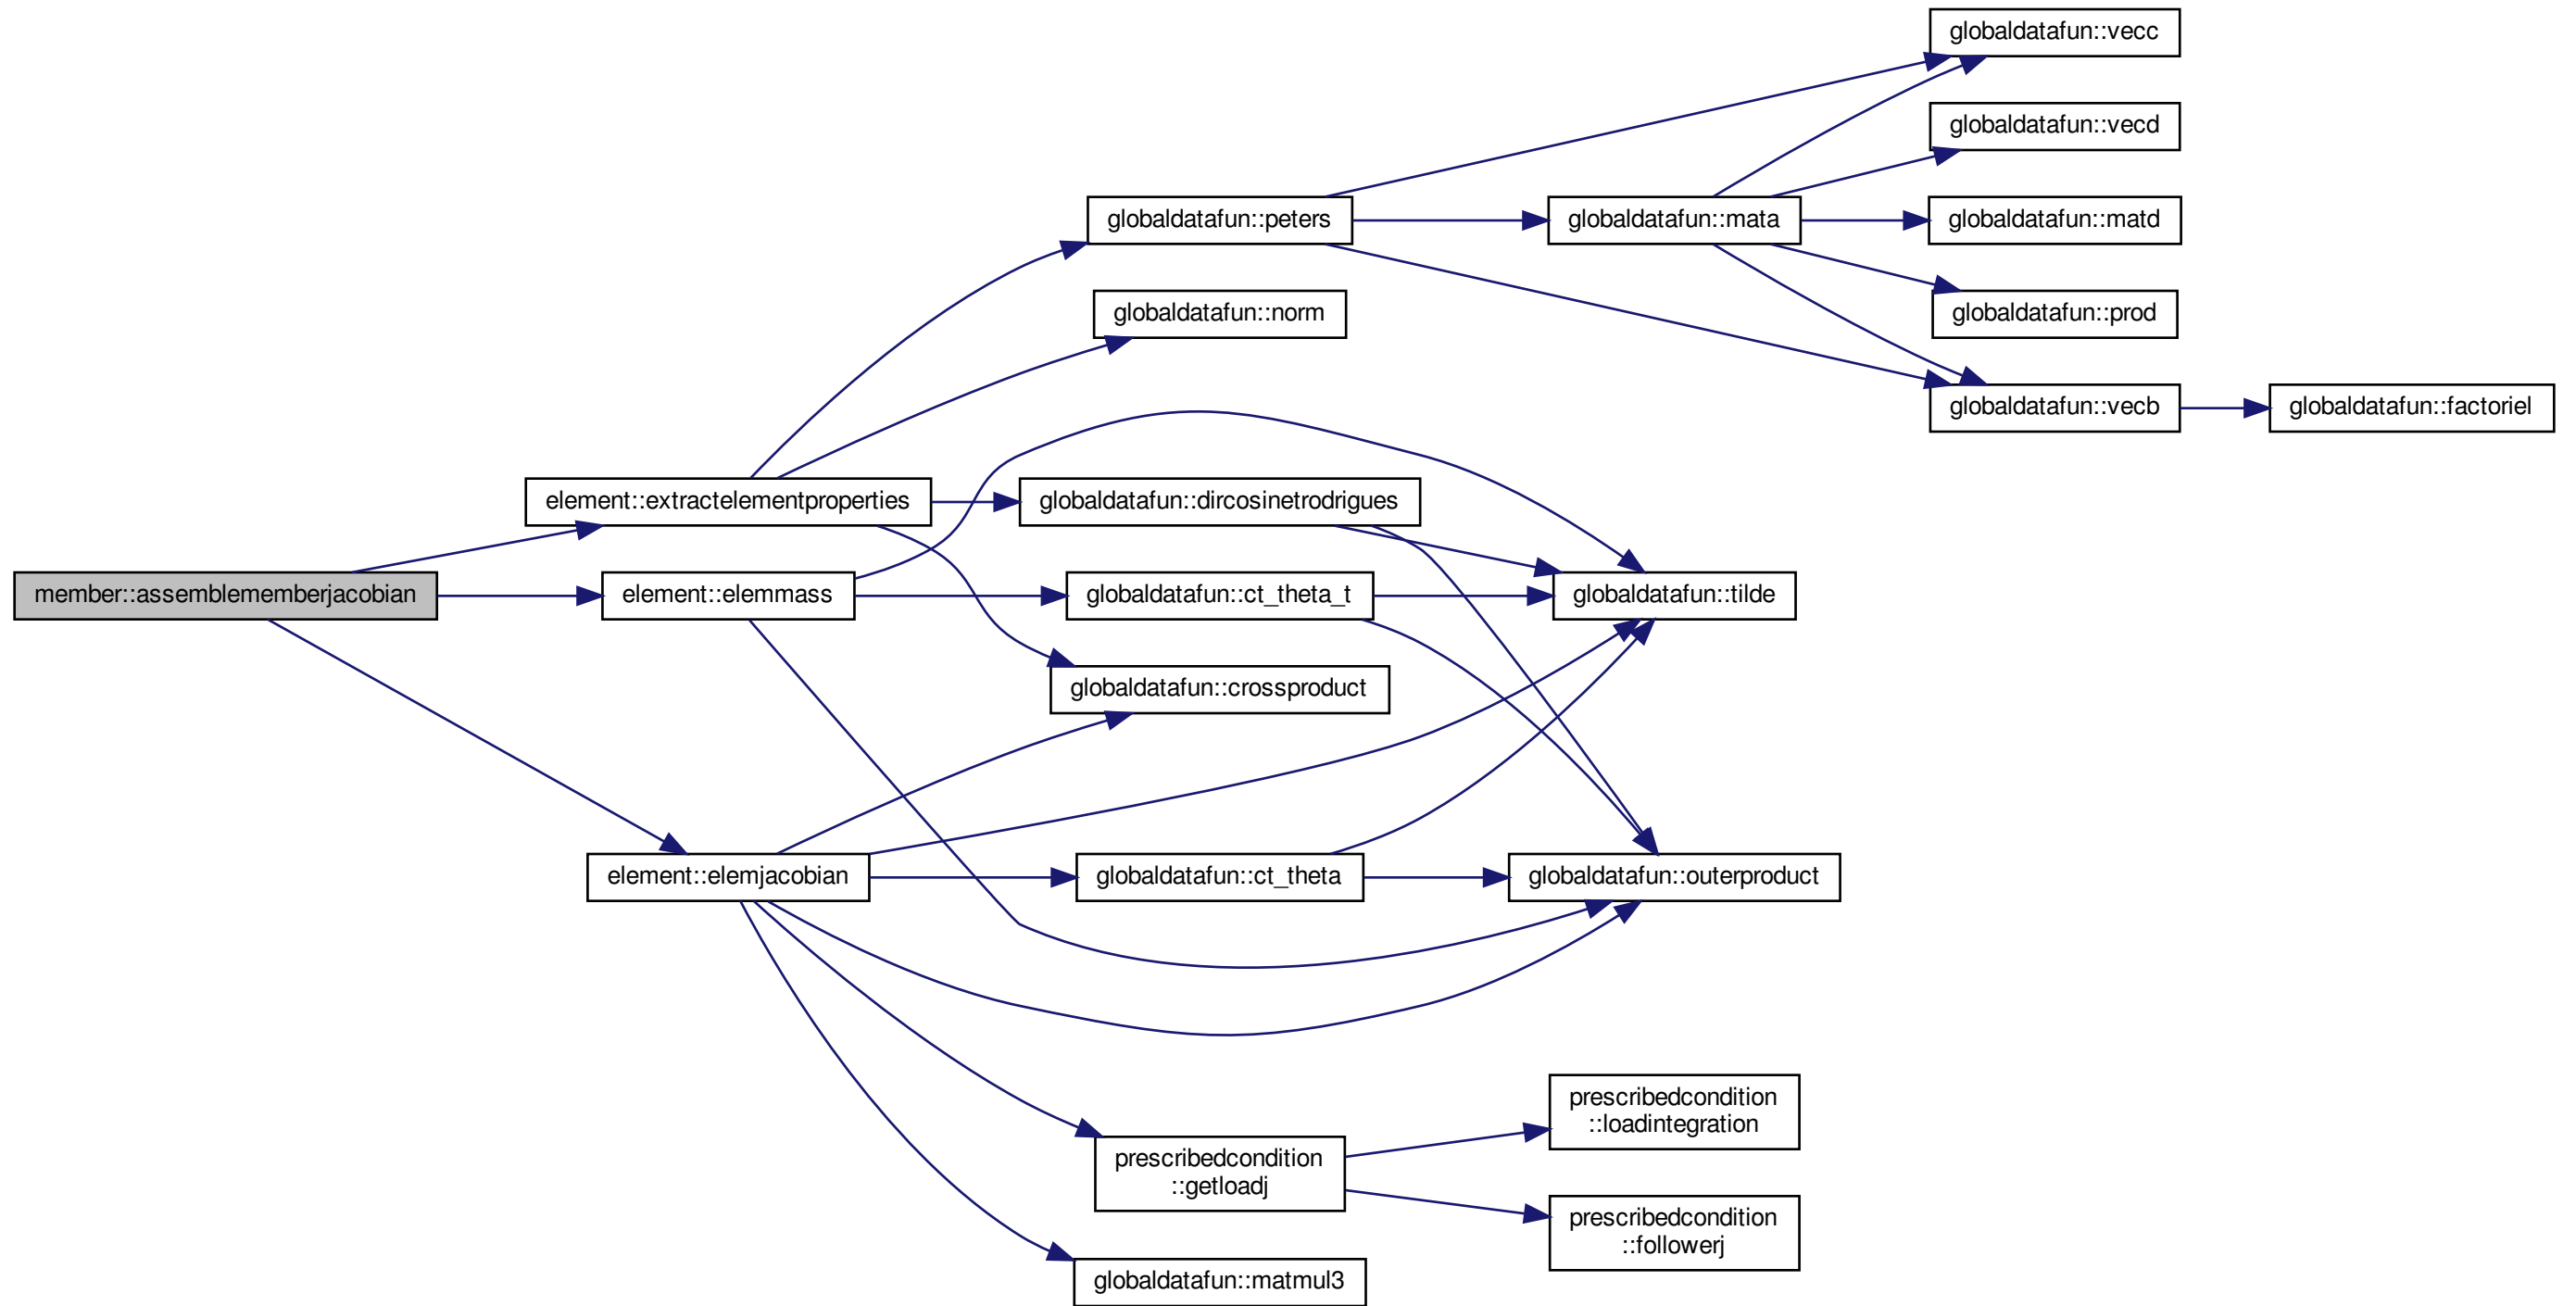 globaldatafun::vecc
globaldatafun::vecd
globaldatafun::peters
globaldatafun::mata
globaldatafun::matd
globaldatafun::norm
globaldatafun::prod
globaldatafun::vecb
globaldatafun::factoriel
element::extractelementproperties
globaldatafun::dircosinetrodrigues
member::assemblememberjacobian
element::elemmass
globaldatafun::ct_theta_t
globaldatafun::tilde
globaldatafun::crossproduct
element::elemjacobian
globaldatafun::ct_theta
globaldatafun::outerproduct
prescribedcondition
::loadintegration
prescribedcondition
::getloadj
prescribedcondition
::followerj
globaldatafun::matmul3